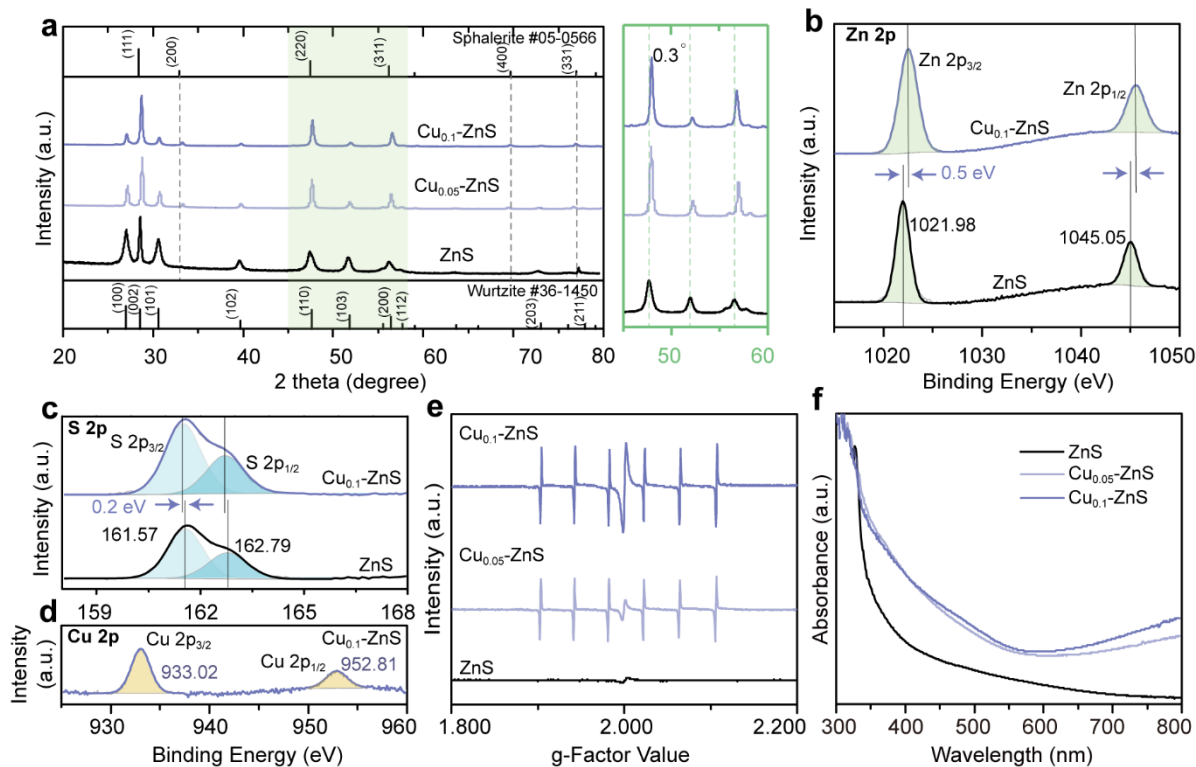 a
Sphalerite #05-0566
(111)
(200)
(220)
(311)
(400)
(331)
Cu0.1-ZnS
Cu0.05-ZnS
ZnS
Wurtzite #36-1450
(100)
(002)
(101)
(102)
(110)
(103)
(200)
(112)
(203)
(211)
Intensity (a.u.)
20 30 40 50 60 70 80
2 theta (degree)
0.3°
50 60
b
Zn 2p
Zn 2p3/2
Zn 2p1/2
Cu0.1-ZnS
0.5 eV
1021.98
1045.05
ZnS
Intensity (a.u.)
1020 1030 1040 1050
Binding Energy (eV)
c
S 2p
S 2p3/2
S 2p1/2
Cu0.1-ZnS
0.2 eV
161.57
162.79
ZnS
Intensity (a.u.)
159 162 165 168
d
Cu 2p
Cu 2p3/2
Cu0.1-ZnS
933.02
Cu 2p1/2
952.81
Intensity
(a.u.)
930 940 950 960
Binding Energy (eV)
e
Cu0.1-ZnS
Cu0.05-ZnS
ZnS
Intensity (a.u.)
1.800 2.000 2.200
g-Factor Value
f
ZnS
Cu0.05-ZnS
Cu0.1-ZnS
Absorbance (a.u.)
300 400 500 600 700 800
Wavelength (nm)